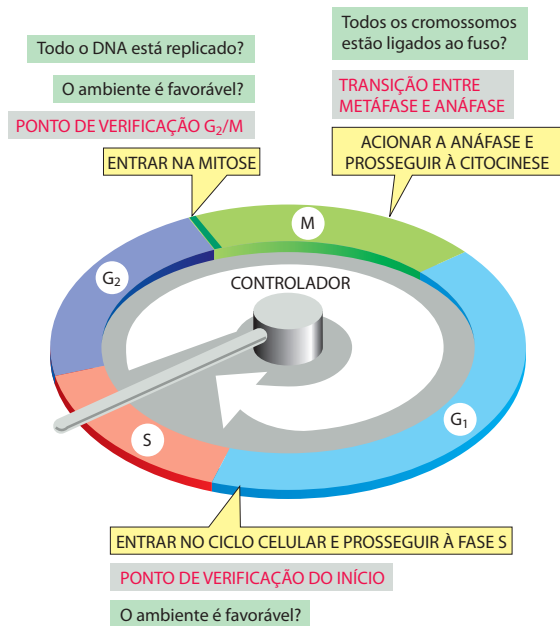 Todo o DNA está replicado?
O ambiente é favorável?
PONTO DE VERIFICAÇÃO G₂/M
ENTRAR NA MITOSE
Todos os cromossomos
estão ligados ao fuso?
TRANSIÇÃO ENTRE
METÁFASE E ANÁFASE
ACIONAR A ANÁFASE E
PROSSEGUIR À CITOCINESE
M
G₂
CONTROLADOR
G₁
S
ENTRAR NO CICLO CELULAR E PROSSEGUIR À FASE S
PONTO DE VERIFICAÇÃO DO INÍCIO
O ambiente é favorável?